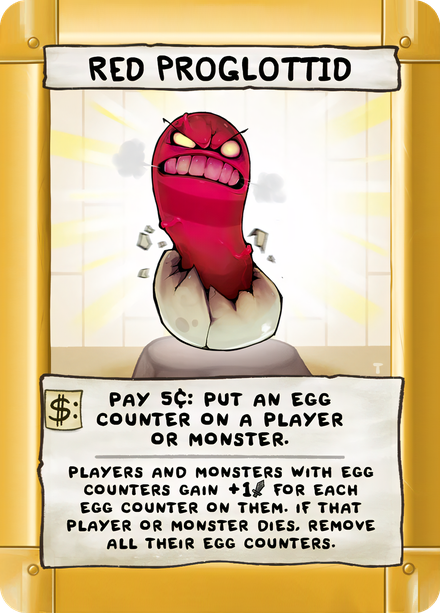 RED PROGLOTTID
T
$:
PAY 5¢: PUT AN EGG
COUNTER ON A PLAYER
OR MONSTER.
PLAYERS AND MONSTERS WITH EGG
COUNTERS GAIN +1 FOR EACH
EGG COUNTER ON THEM. IF THAT
PLAYER OR MONSTER DIES, REMOVE
ALL THEIR EGG COUNTERS.